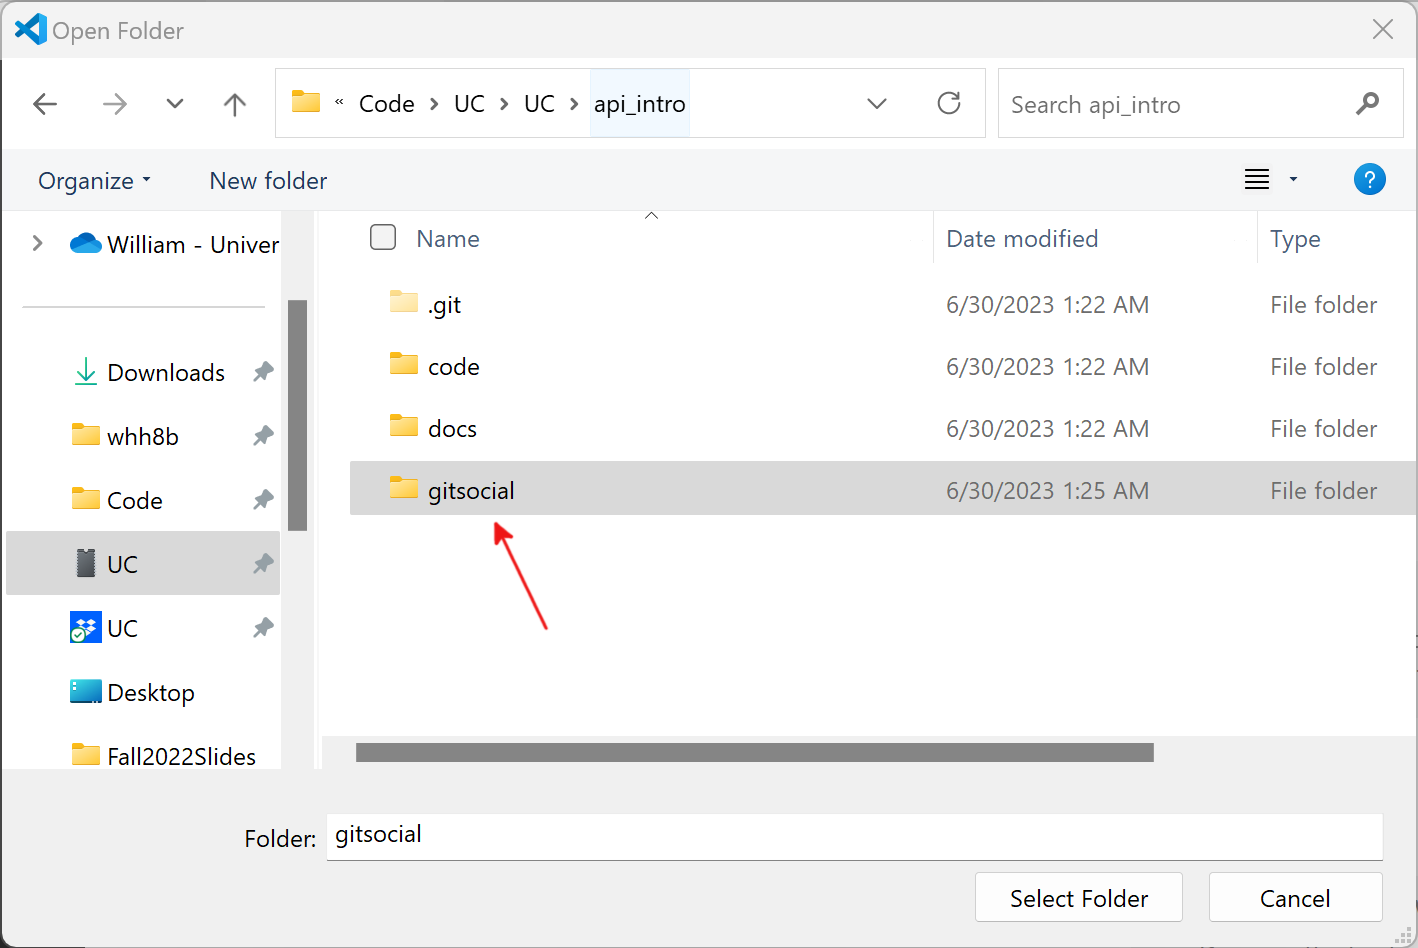 Open Folder
« Code > UC > UC > api_intro
Search api_intro
Organize
New folder
?
William - Univer
Downloads
whh8b
Code
UC
UC
Desktop
Fall2022Slides
Name Date modified Type
.git 6/30/2023 1:22 AM File folder
code 6/30/2023 1:22 AM File folder
docs 6/30/2023 1:22 AM File folder
gitsocial 6/30/2023 1:25 AM File folder
Folder: gitsocial
Select Folder
Cancel